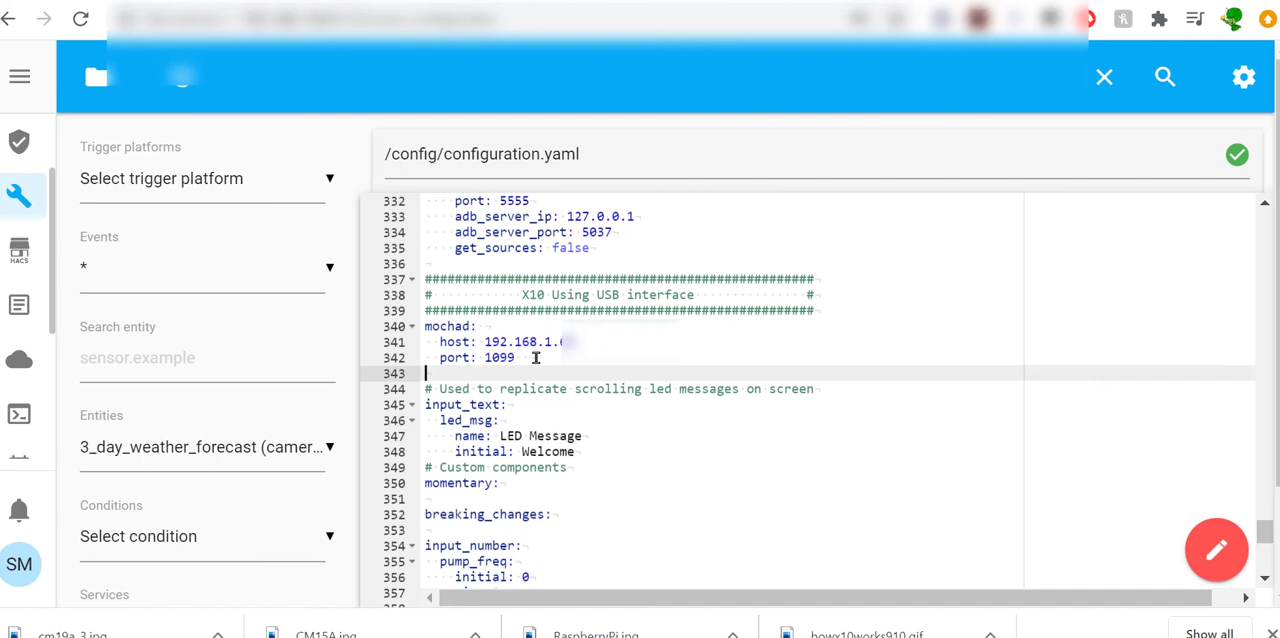 /config/configuration.yaml
Trigger platforms
Select trigger platform
Events
*
Search entity
sensor.example
Entities
3_day_weather_forecast (camer...
Conditions
Select condition
Services
HACS
SM
332 port: 5555
333 adb_server_ip: 127.0.0.1
334 adb_server_port: 5037
335 get_sources: false
336
337 ####################################################
338 # X10 Using USB interface #
339 ####################################################
340 mochad:
341 host: 192.168.1.
342 port: 1099
343
344 # Used to replicate scrolling led messages on screen
345 input_text:
346 led_msg:
347 name: LED Message
348 initial: Welcome
349 # Custom components
350 momentary:
351
352 breaking_changes:
353
354 input_number:
355 pump_freq:
356 initial: 0
357
cm19a_3.jpg
CM15A.jpg
RaspberryPi.jpg
howx10works910.gif
Show all